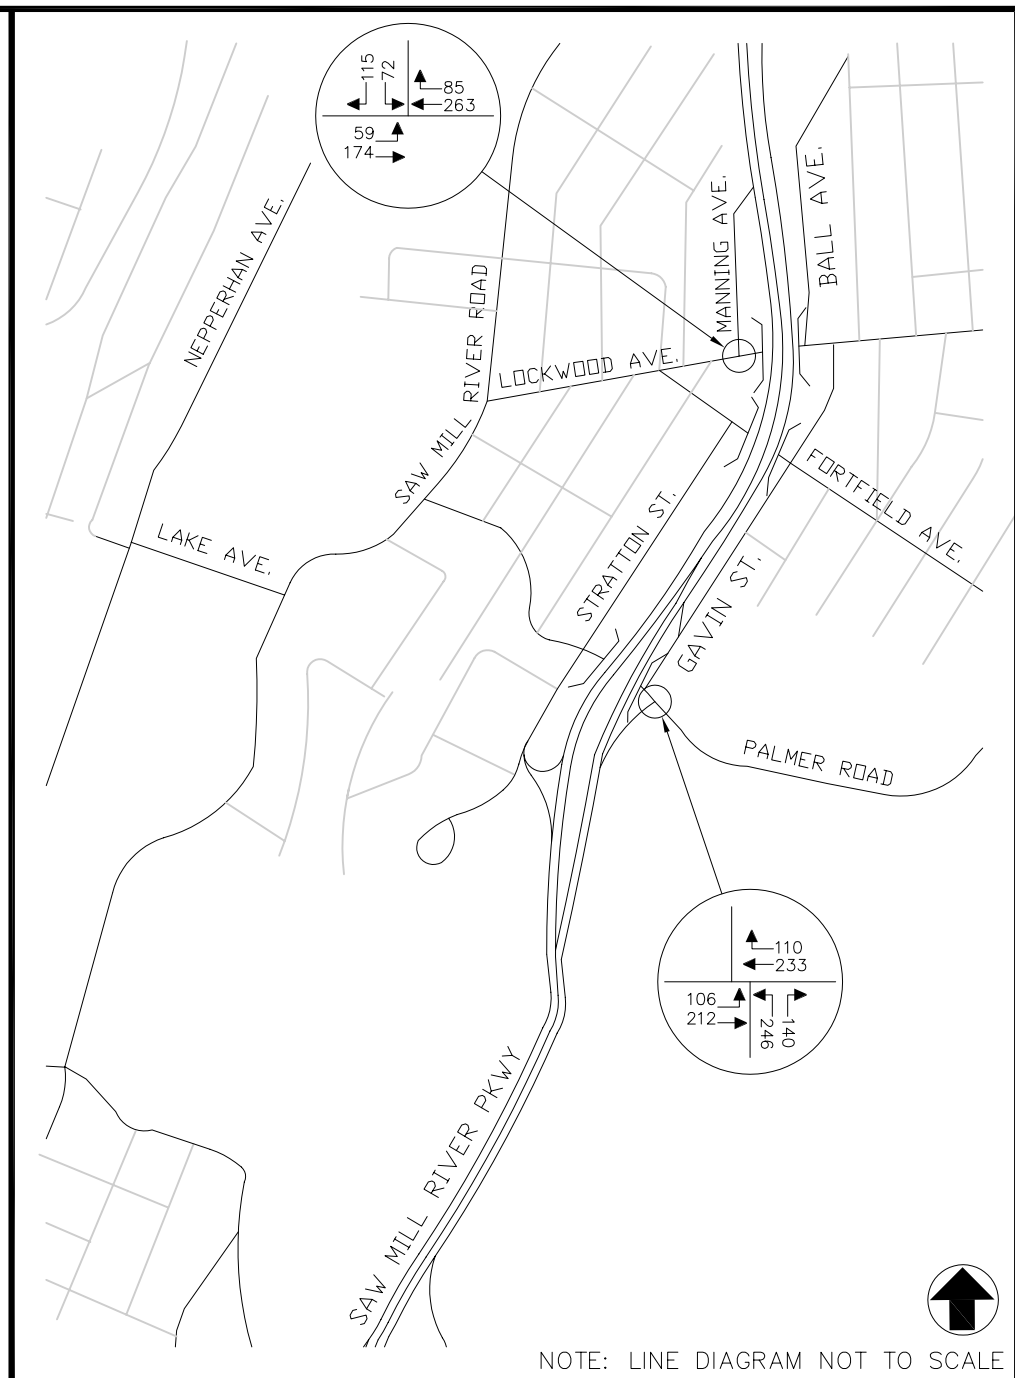 115
72
85
263
59
174
NEPPERHAN AVE.
SAW MILL RIVER ROAD
LOCKWOOD AVE.
MANNING AVE.
BALL AVE.
LAKE AVE.
STRATTON ST.
FORTFIELD AVE.
GAVIN ST.
PALMER ROAD
110
233
106
212
246
140
SAW MILL RIVER PKWY
NOTE: LINE DIAGRAM NOT TO SCALE